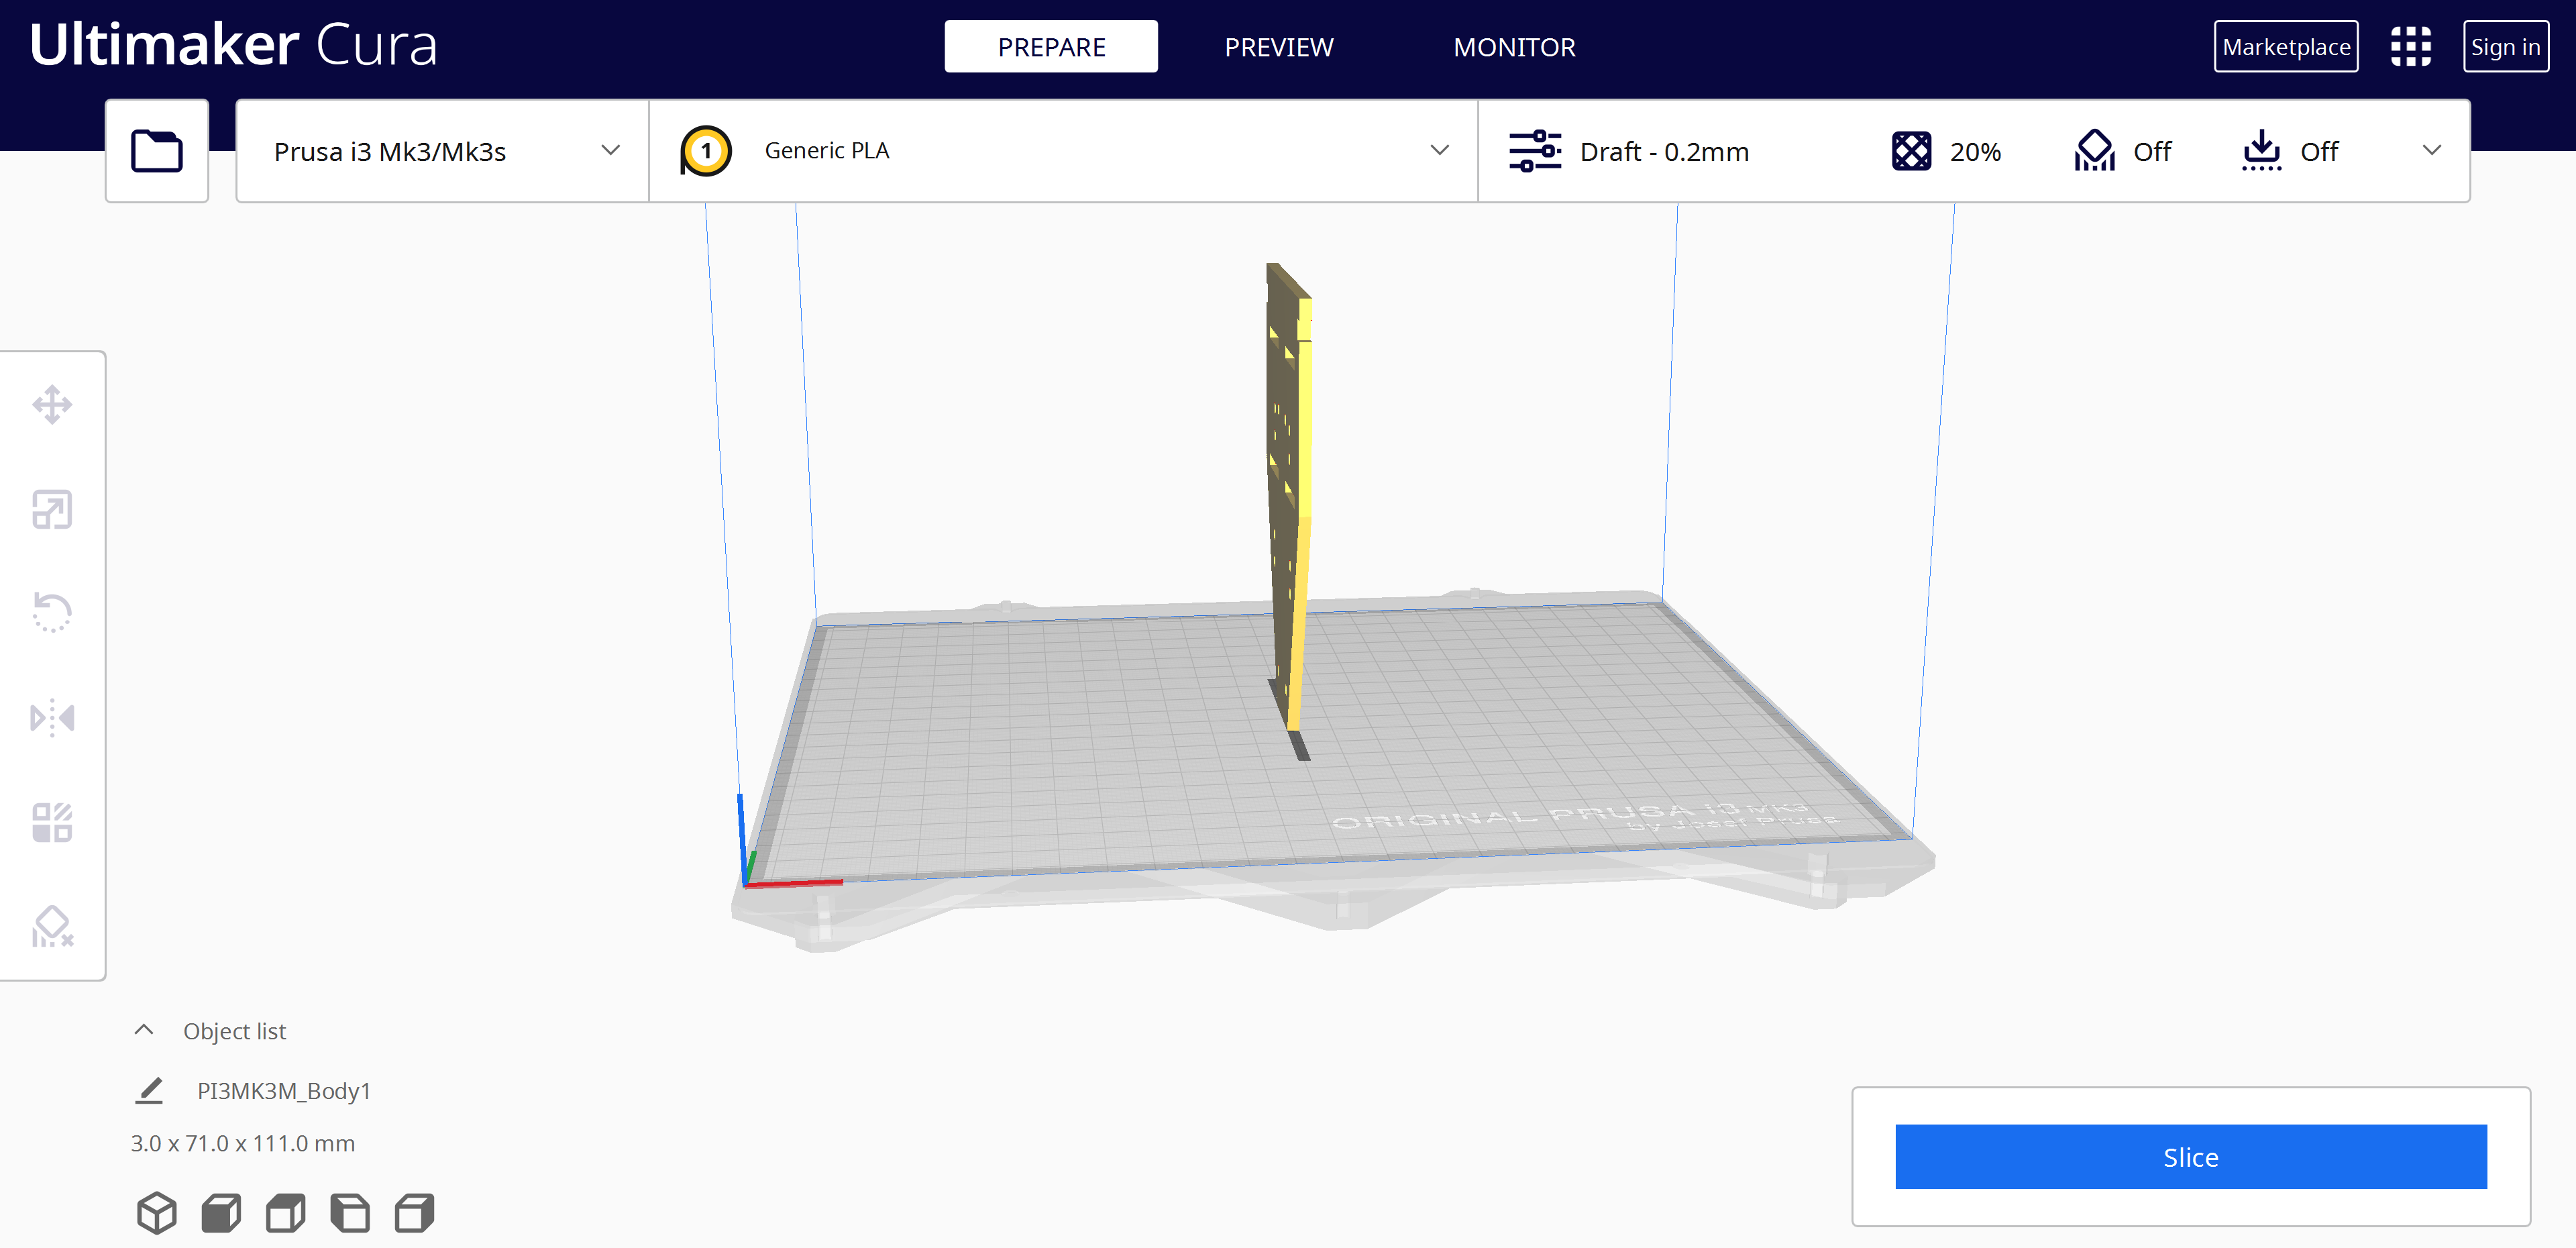 Ultimaker Cura
PREPARE
PREVIEW
MONITOR
Marketplace
Sign in
Prusa i3 Mk3/Mk3s
1
Generic PLA
Draft - 0.2mm
20%
Off
Off
ORIGINAL PRUSA i3 MK3
by Josef Prusa
Object list
PI3MK3M_Body1
3.0 x 71.0 x 111.0 mm
Slice